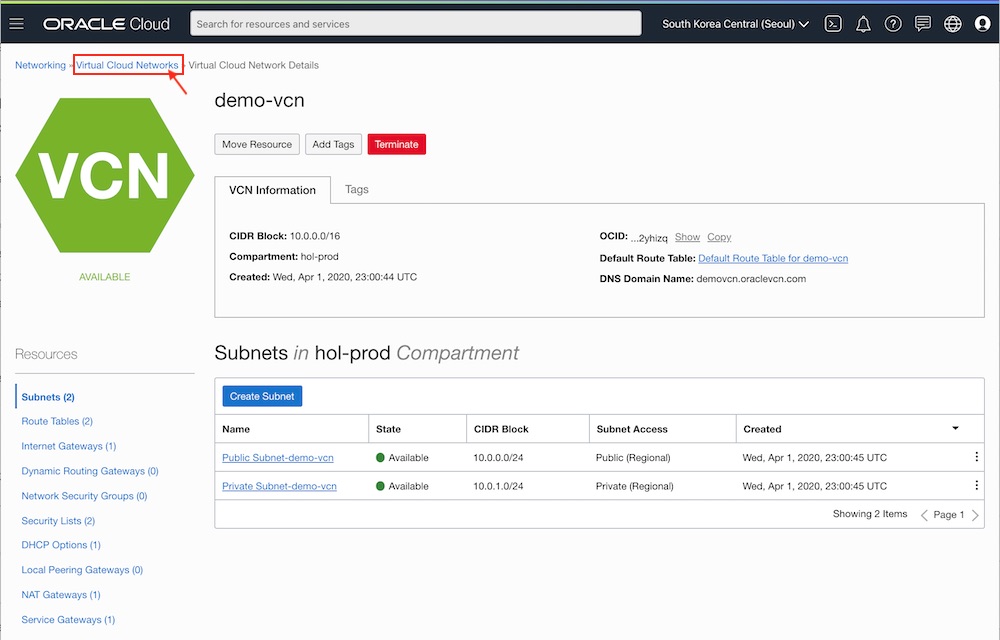 ORACLE Cloud
Search for resources and services
South Korea Central (Seoul)
Networking » Virtual Cloud Networks » Virtual Cloud Network Details
VCN
AVAILABLE
demo-vcn
Move Resource Add Tags Terminate
VCN Information Tags
CIDR Block: 10.0.0.0/16
Compartment: hol-prod
Created: Wed, Apr 1, 2020, 23:00:44 UTC
OCID: ...2yhizq Show Copy
Default Route Table: Default Route Table for demo-vcn
DNS Domain Name: demovcn.oraclevcn.com
Resources
Subnets (2)
Route Tables (2)
Internet Gateways (1)
Dynamic Routing Gateways (0)
Network Security Groups (0)
Security Lists (2)
DHCP Options (1)
Local Peering Gateways (0)
NAT Gateways (1)
Service Gateways (1)
Subnets in hol-prod Compartment
Create Subnet
Name State CIDR Block Subnet Access Created
Public Subnet-demo-vcn Available 10.0.0.0/24 Public (Regional) Wed, Apr 1, 2020, 23:00:45 UTC
Private Subnet-demo-vcn Available 10.0.1.0/24 Private (Regional) Wed, Apr 1, 2020, 23:00:45 UTC
Showing 2 Items Page 1